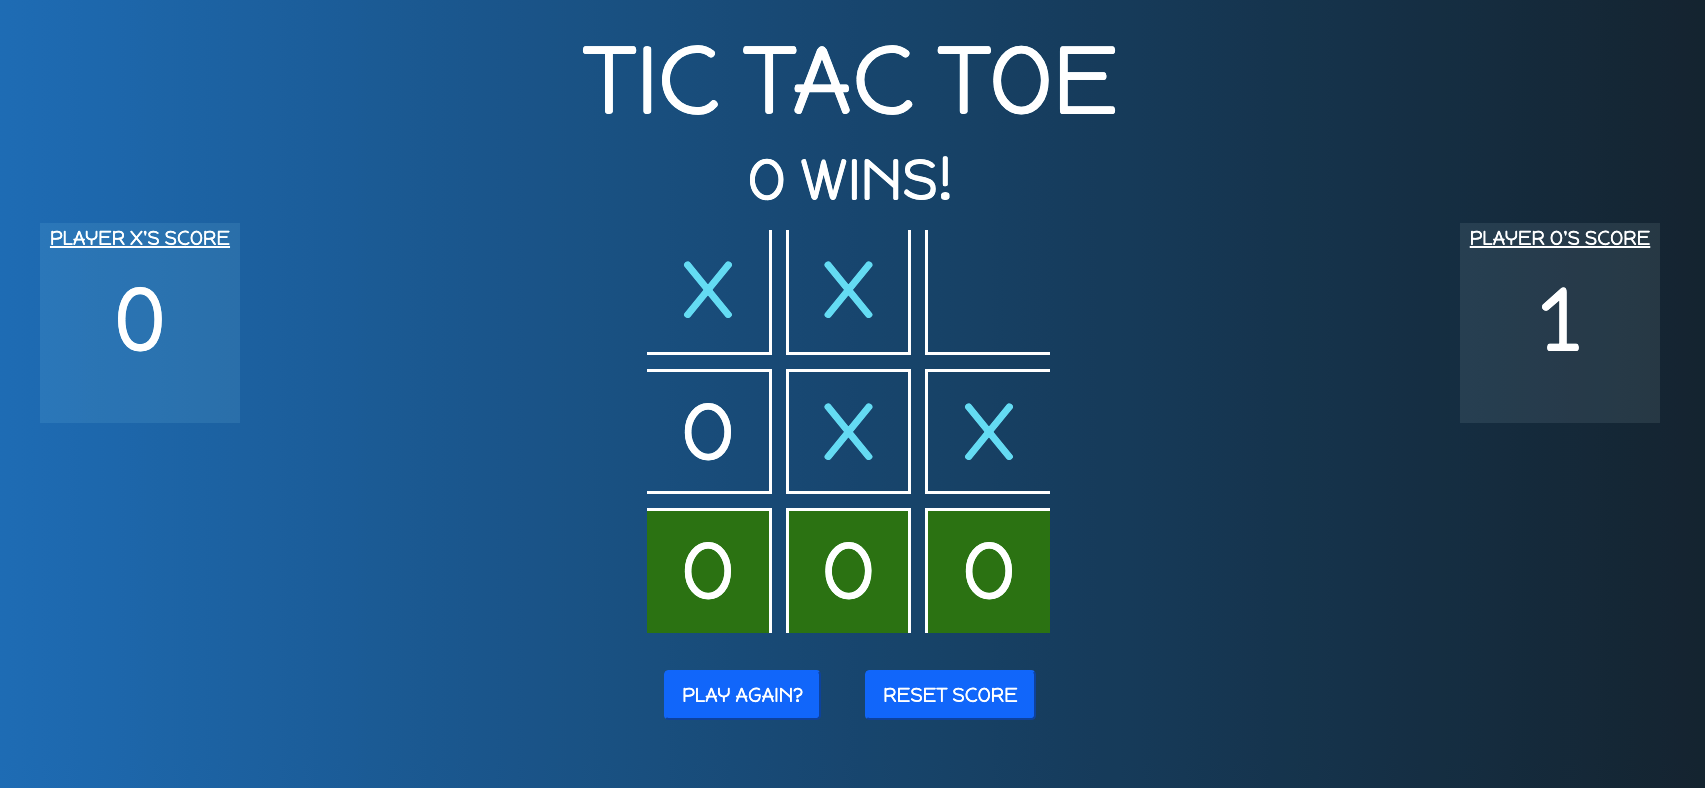 TIC TAC TOE
O WINS!
PLAYER X'S SCORE
0
PLAYER O'S SCORE
1
X X
O X X
O O O
PLAY AGAIN? RESET SCORE